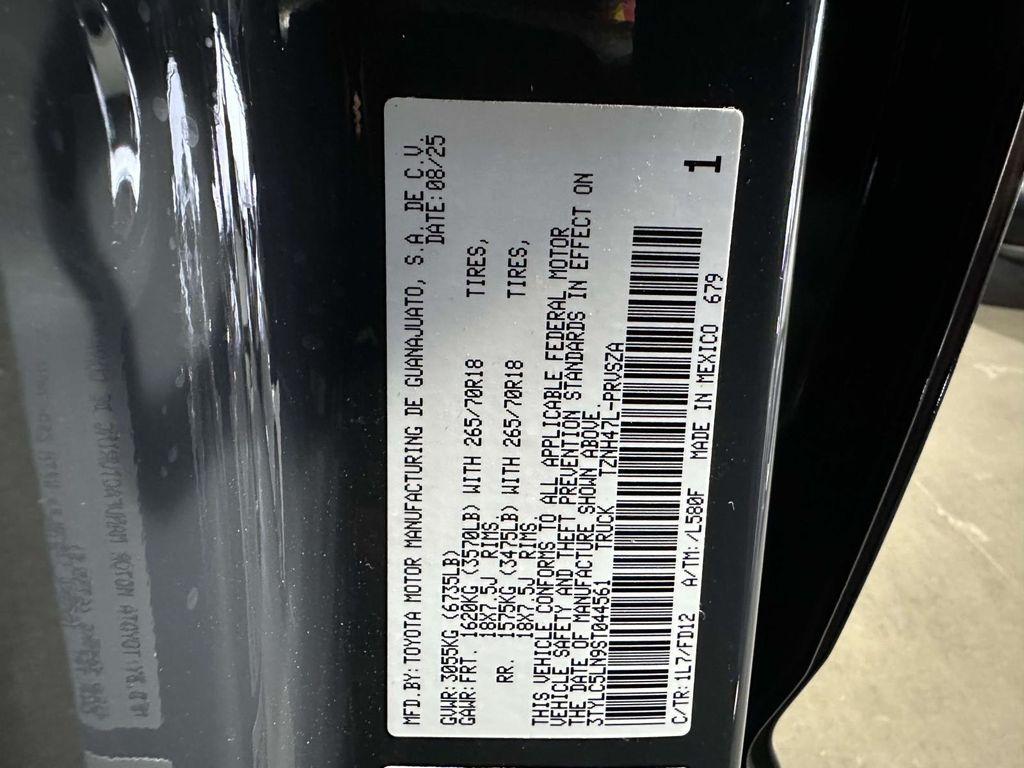 MFD.BY:TOYOTA MOTOR MANUFACTURING DE GUANAJUATO, S.A. DE C.V.
DATE:08/25
GVWR:3055KG (6735LB)
GAWR:FRT. 1620KG (3570LB) WITH 265/70R18 TIRES,
18X7.5J RIMS.
RR. 1575KG (3475LB) WITH 265/70R18 TIRES,
18X7.5J RIMS.
THIS VEHICLE CONFORMS TO ALL APPLICABLE FEDERAL MOTOR
VEHICLE SAFETY AND THEFT PREVENTION STANDARDS IN EFFECT ON
THE DATE OF MANUFACTURE SHOWN ABOVE.
3TYLC5LN9ST044561 TRUCK TZNH47L-PRVSZA
1
C/TR:1L7/FD12 A/TM:/L580F MADE IN MEXICO 679